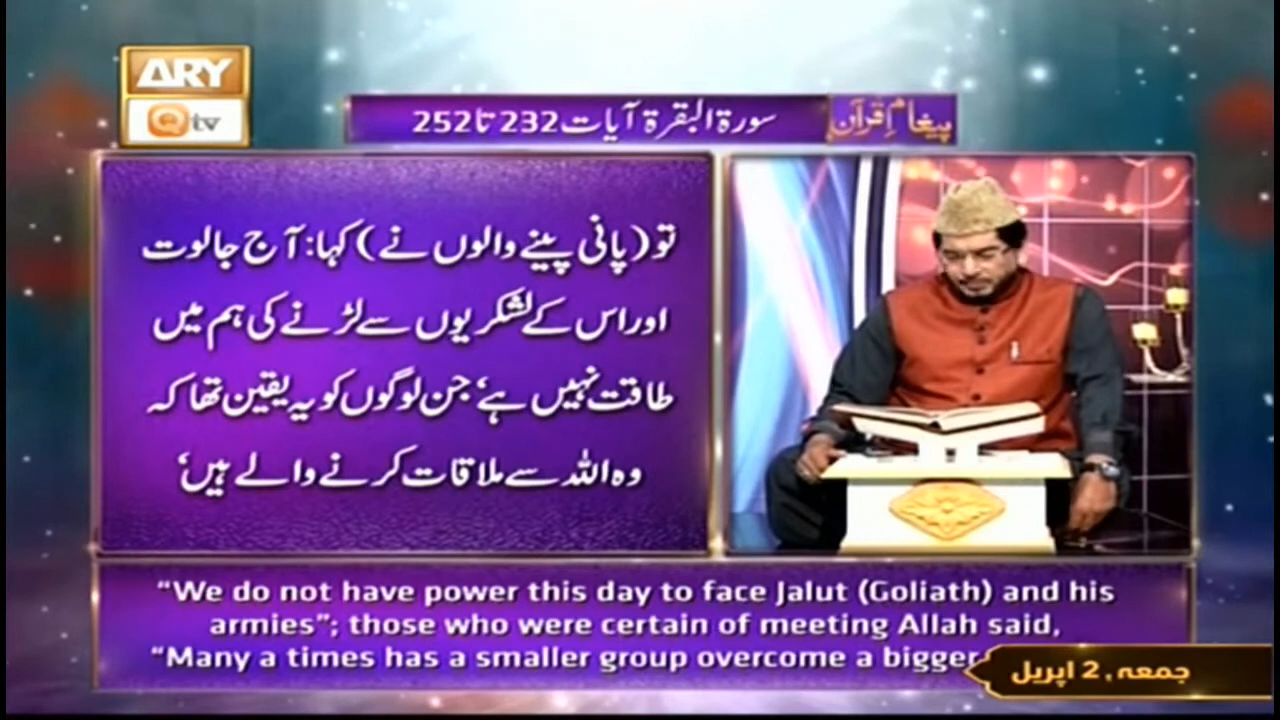 ARY
Qtv
پیغامِ قرآن
سورۃ البقرۃ آیات 232 تا 252
تو (پانی پینے والوں نے) کہا: آج جالوت
اور اس کے لشکریوں سے لڑنے کی ہم میں
طاقت نہیں ہے، جن لوگوں کو یہ یقین تھا کہ
وہ اللہ سے ملاقات کرنے والے ہیں،
“We do not have power this day to face Jalut (Goliath) and his
armies”; those who were certain of meeting Allah said,
“Many a times has a smaller group overcome a bigger
جمعہ، 2 اپریل